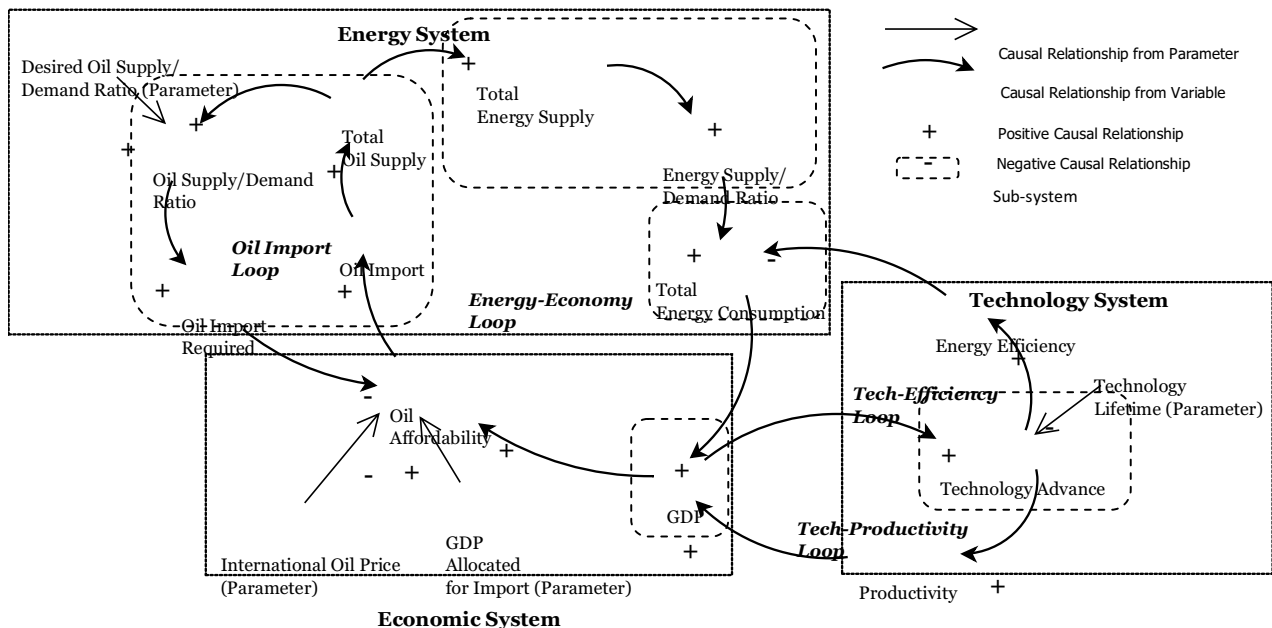 Energy System
Desired Oil Supply/
Demand Ratio (Parameter)
+
+
+
Total
Oil Supply
+
Oil Supply/Demand
Ratio
Oil Import
Loop
Oil Import
+
+
Oil Import
Required
Total
Energy Supply
+
+
Energy Supply/
Demand Ratio
+
-
Total
Energy Consumption
Energy-Economy
Loop
Causal Relationship from Parameter
Causal Relationship from Variable
+
Positive Causal Relationship
-
Negative Causal Relationship
Sub-system
Technology System
Energy Efficiency
+
Technology
Lifetime (Parameter)
-
+
Technology Advance
Tech-Efficiency
Loop
Tech-Productivity
Loop
Productivity
+
-
Oil
Affordability
+
-
+
+
GDP
+
International Oil Price
(Parameter)
GDP
Allocated
for Import (Parameter)
Economic System